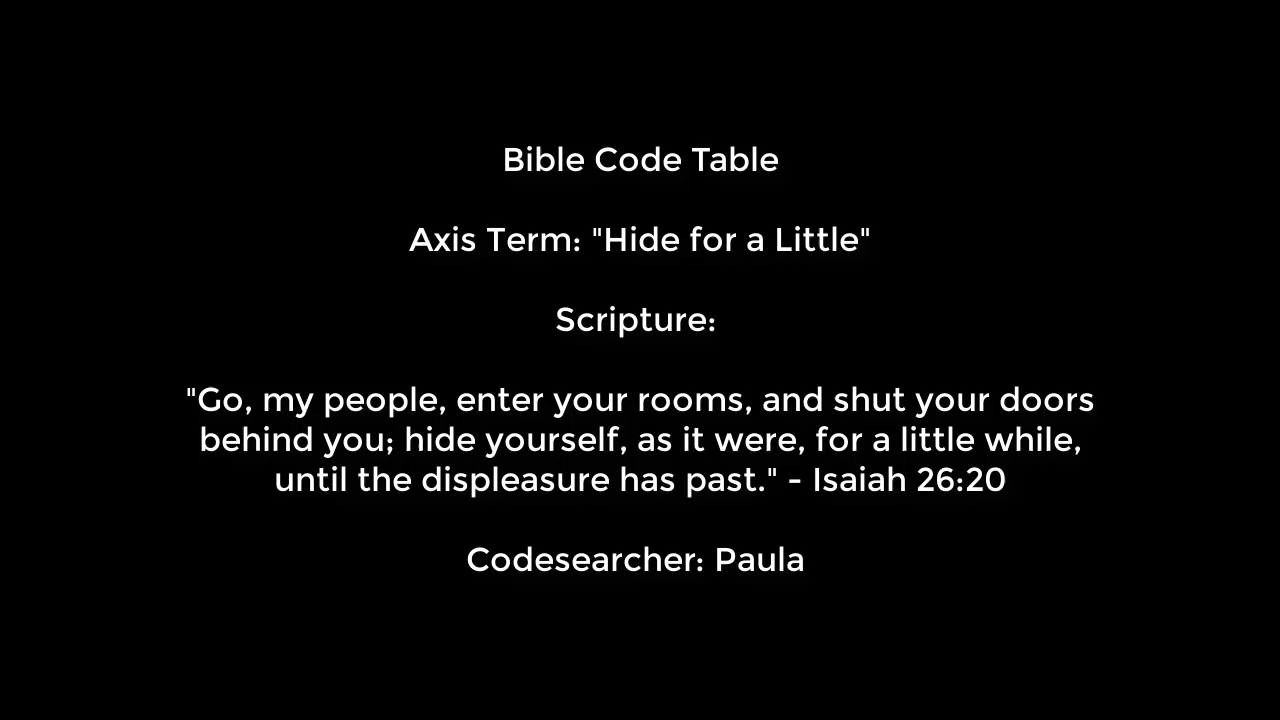 Bible Code Table
Axis Term: "Hide for a Little"
Scripture:
"Go, my people, enter your rooms, and shut your doors
behind you; hide yourself, as it were, for a little while,
until the displeasure has past." - Isaiah 26:20
Codesearcher: Paula